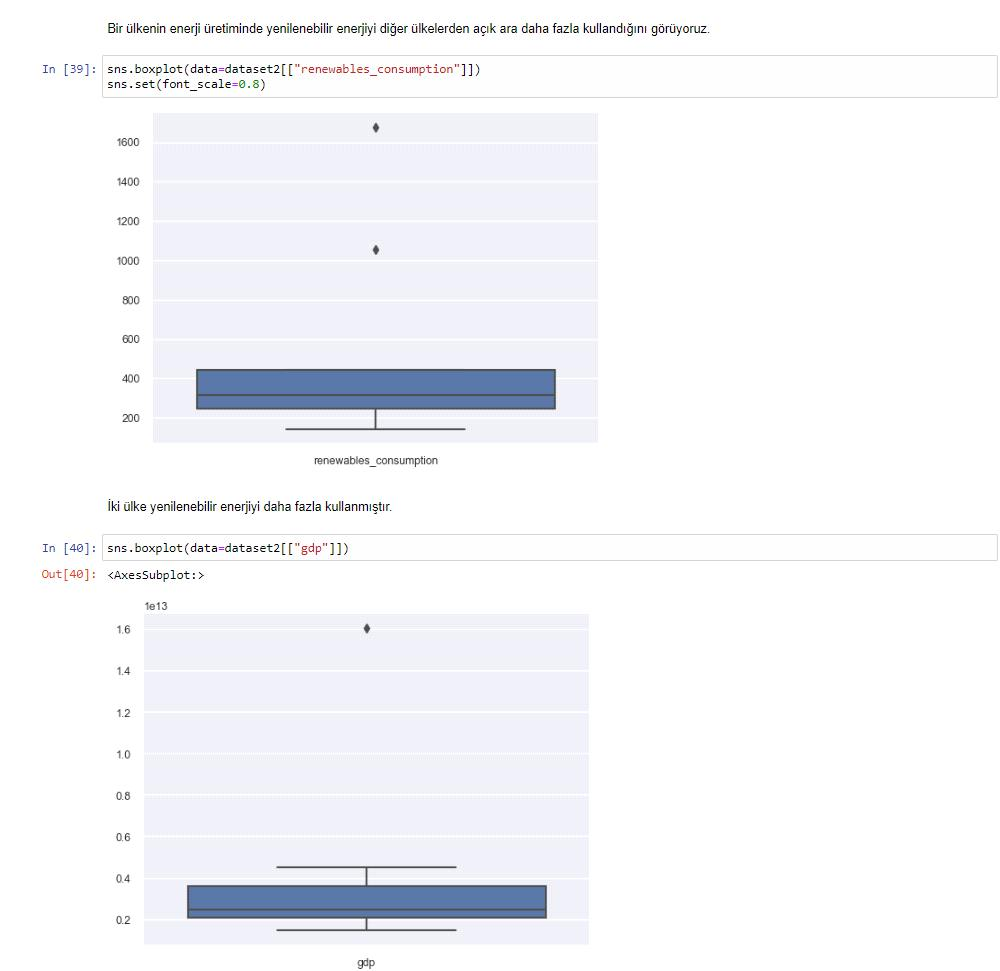 Bir ülkenin enerji üretiminde yenilenebilir enerjiyi diğer ülkelerden açık ara daha fazla kullandığını görüyoruz.
In [39]: sns.boxplot(data=dataset2[["renewables_consumption"]])
sns.set(font_scale=0.8)
1600
1400
1200
1000
800
600
400
200
renewables_consumption
İki ülke yenilenebilir enerjiyi daha fazla kullanmıştır.
In [40]: sns.boxplot(data=dataset2[["gdp"]])
Out[40]: <AxesSubplot:>
1e13
1.6
1.4
1.2
1.0
0.8
0.6
0.4
0.2
gdp